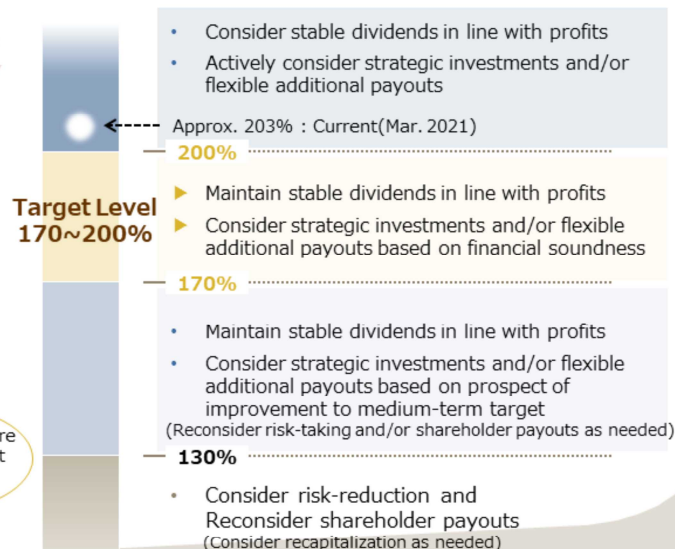 • Consider stable dividends in line with profits
• Actively consider strategic investments and/or
flexible additional payouts
Approx. 203% : Current(Mar. 2021)
200%
Target Level
170~200%
▶ Maintain stable dividends in line with profits
▶ Consider strategic investments and/or flexible
additional payouts based on financial soundness
170%
• Maintain stable dividends in line with profits
• Consider strategic investments and/or flexible
additional payouts based on prospect of
improvement to medium-term target
(Reconsider risk-taking and/or shareholder payouts as needed)
130%
• Consider risk-reduction and
Reconsider shareholder payouts
(Consider recapitalization as needed)